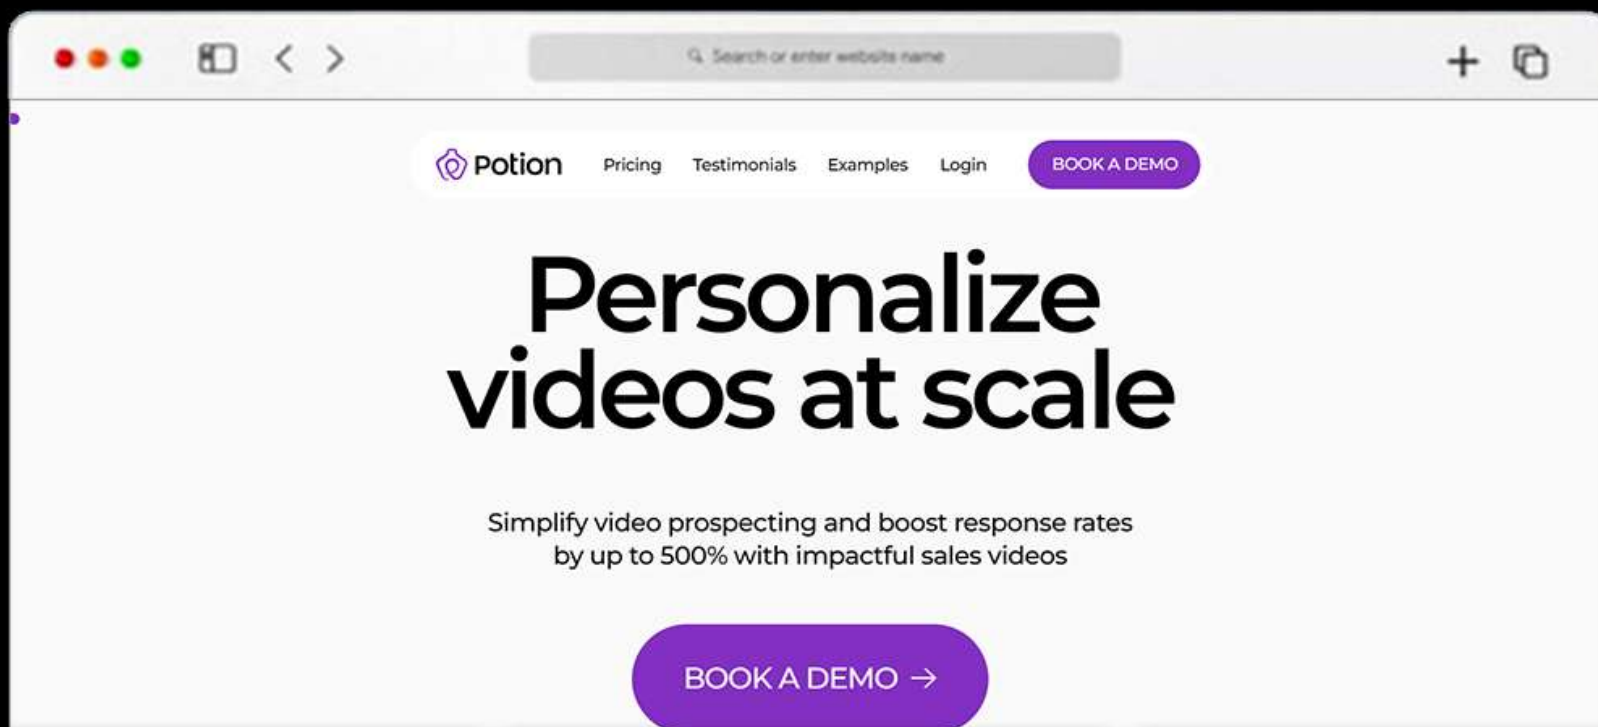 Search or enter website name
Potion Pricing Testimonials Examples Login BOOK A DEMO
Personalize
videos at scale
Simplify video prospecting and boost response rates
by up to 500% with impactful sales videos
BOOK A DEMO →